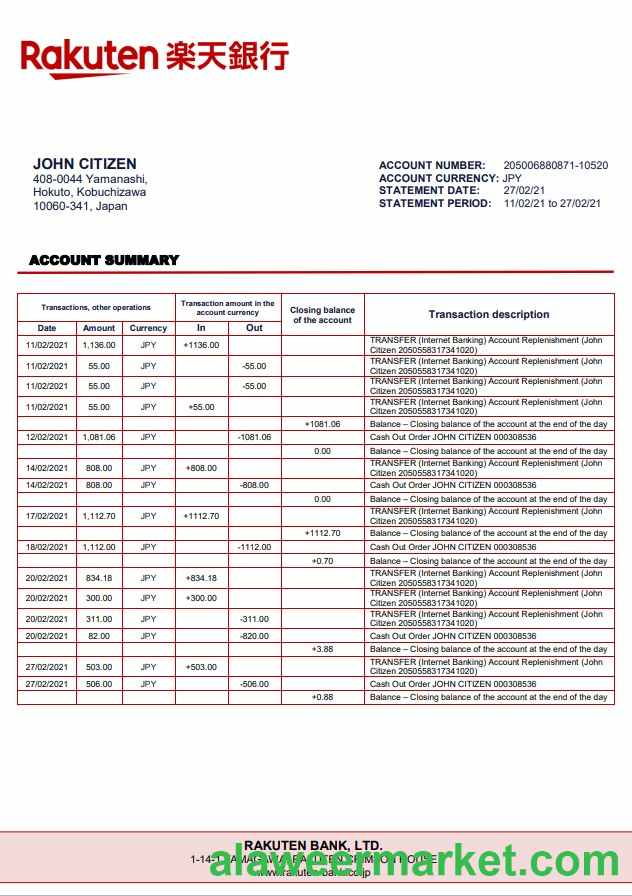 Rakuten 楽天銀行
JOHN CITIZEN
408-0044 Yamanashi,
Hokuto, Kobuchizawa
10060-341, Japan
ACCOUNT NUMBER: 205006880871-10520
ACCOUNT CURRENCY: JPY
STATEMENT DATE: 27/02/21
STATEMENT PERIOD: 11/02/21 to 27/02/21
ACCOUNT SUMMARY
Transactions, other operations
Transaction amount in the
account currency
Closing balance
of the account
Transaction description
Date Amount Currency In Out
11/02/2021 1,136.00 JPY +1136.00 TRANSFER (Internet Banking) Account Replenishment (John
Citizen 2050558317341020)
11/02/2021 55.00 JPY -55.00 TRANSFER (Internet Banking) Account Replenishment (John
Citizen 2050558317341020)
11/02/2021 55.00 JPY -55.00 TRANSFER (Internet Banking) Account Replenishment (John
Citizen 2050558317341020)
11/02/2021 55.00 JPY +55.00 TRANSFER (Internet Banking) Account Replenishment (John
Citizen 2050558317341020)
+1081.06 Balance – Closing balance of the account at the end of the day
12/02/2021 1,081.06 JPY -1081.06 Cash Out Order JOHN CITIZEN 000308536
0.00 Balance – Closing balance of the account at the end of the day
14/02/2021 808.00 JPY +808.00 TRANSFER (Internet Banking) Account Replenishment (John
Citizen 2050558317341020)
14/02/2021 808.00 JPY -808.00 Cash Out Order JOHN CITIZEN 000308536
0.00 Balance – Closing balance of the account at the end of the day
17/02/2021 1,112.70 JPY +1112.70 TRANSFER (Internet Banking) Account Replenishment (John
Citizen 2050558317341020)
+1112.70 Balance – Closing balance of the account at the end of the day
18/02/2021 1,112.00 JPY -1112.00 Cash Out Order JOHN CITIZEN 000308536
+0.70 Balance – Closing balance of the account at the end of the day
20/02/2021 834.18 JPY +834.18 TRANSFER (Internet Banking) Account Replenishment (John
Citizen 2050558317341020)
20/02/2021 300.00 JPY +300.00 TRANSFER (Internet Banking) Account Replenishment (John
Citizen 2050558317341020)
20/02/2021 311.00 JPY -311.00 TRANSFER (Internet Banking) Account Replenishment (John
Citizen 2050558317341020)
20/02/2021 82.00 JPY -820.00 Cash Out Order JOHN CITIZEN 000308536
+3.88 Balance – Closing balance of the account at the end of the day
27/02/2021 503.00 JPY +503.00 TRANSFER (Internet Banking) Account Replenishment (John
Citizen 2050558317341020)
27/02/2021 506.00 JPY -506.00 Cash Out Order JOHN CITIZEN 000308536
+0.88 Balance – Closing balance of the account at the end of the day
RAKUTEN BANK, LTD.
1-14-1 TAMAGAWA RAKUTEN CRIMSON HOUSE
www.rakuten-bank.co.jp
alaweermarket.com